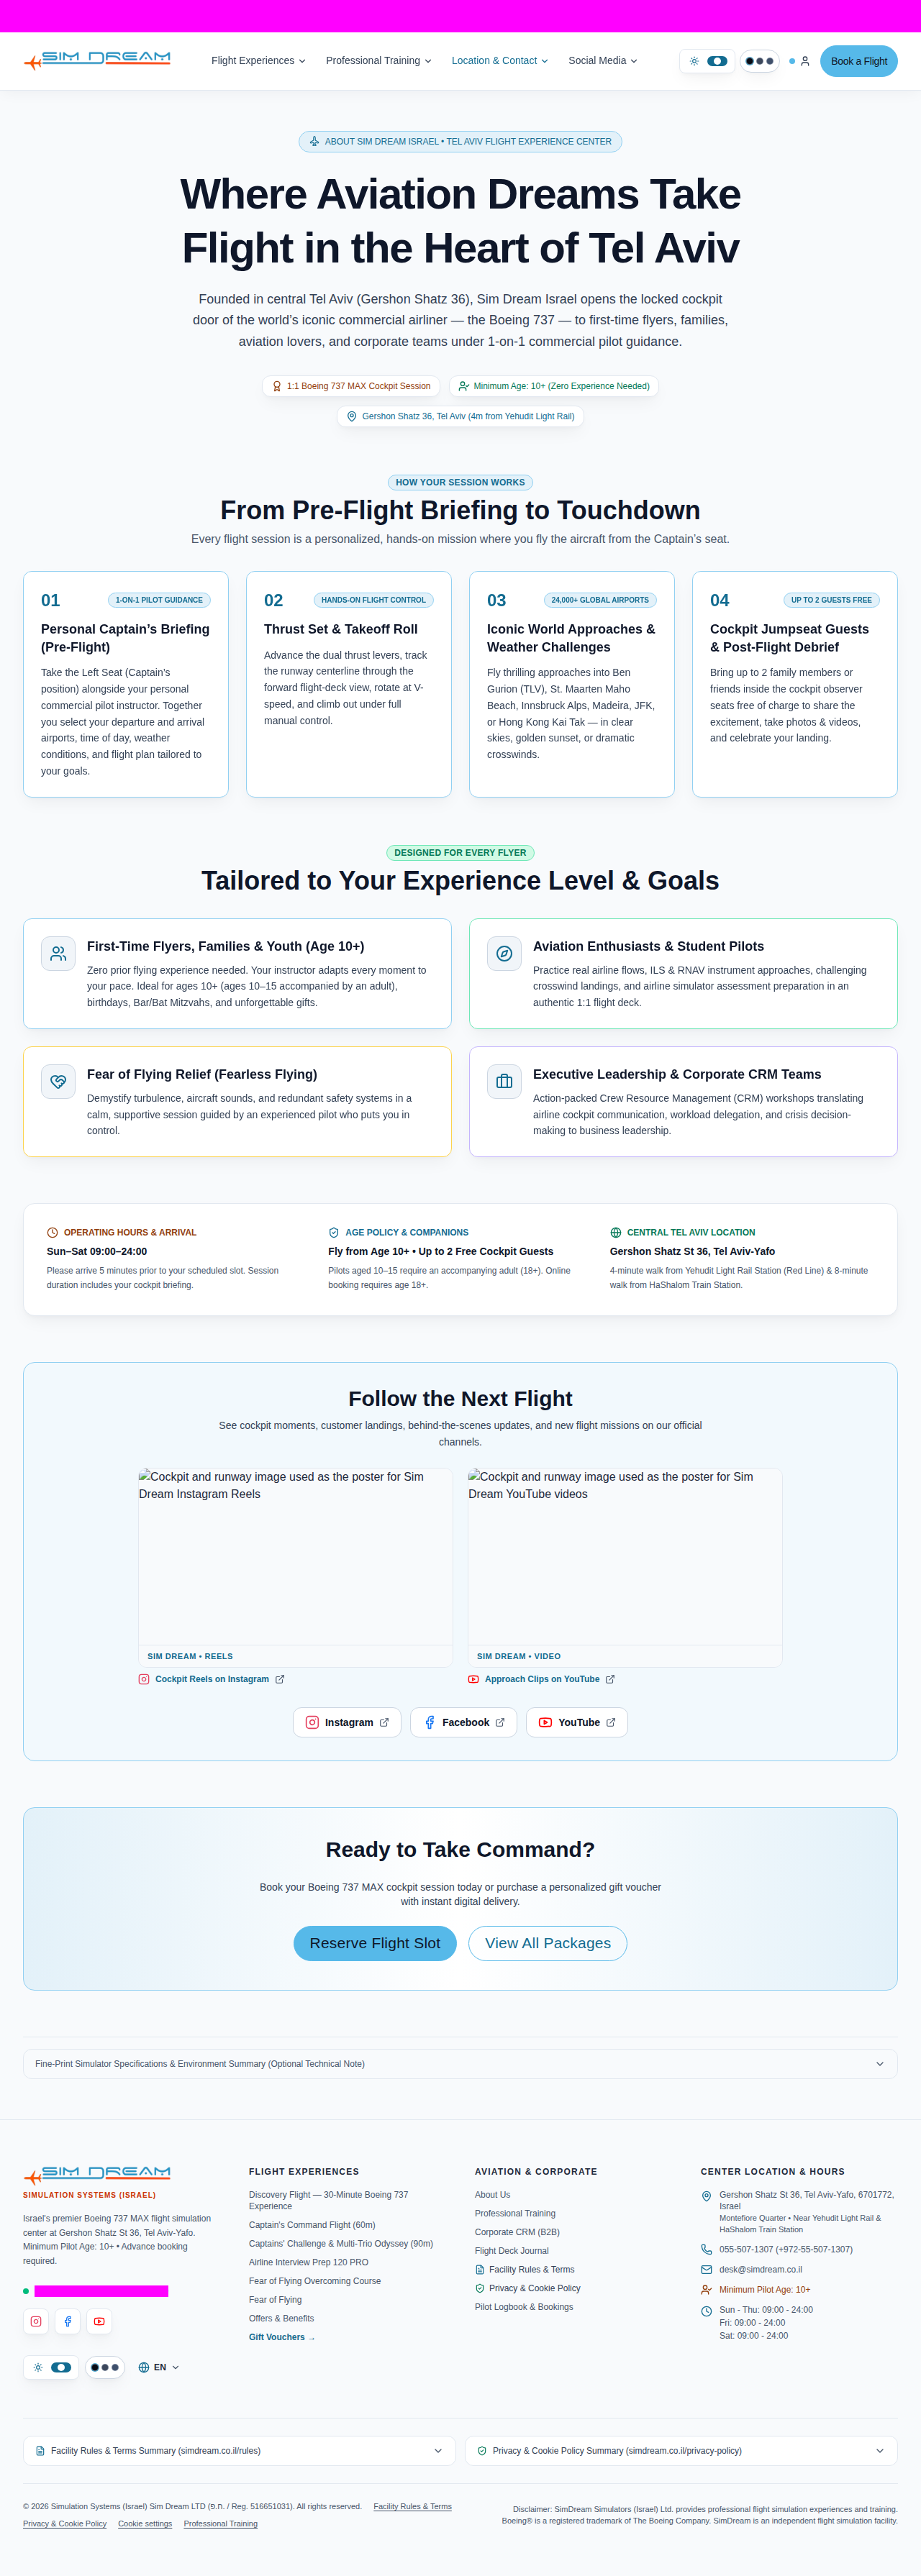 SIM DREAM
Flight Experiences
Professional Training
Location & Contact
Social Media
Book a Flight
ABOUT SIM DREAM ISRAEL • TEL AVIV FLIGHT EXPERIENCE CENTER
Where Aviation Dreams Take
Flight in the Heart of Tel Aviv
Founded in central Tel Aviv (Gershon Shatz 36), Sim Dream Israel opens the locked cockpit
door of the world’s iconic commercial airliner — the Boeing 737 — to first-time flyers, families,
aviation lovers, and corporate teams under 1-on-1 commercial pilot guidance.
1:1 Boeing 737 MAX Cockpit Session
Minimum Age: 10+ (Zero Experience Needed)
Gershon Shatz 36, Tel Aviv (4m from Yehudit Light Rail)
HOW YOUR SESSION WORKS
From Pre-Flight Briefing to Touchdown
Every flight session is a personalized, hands-on mission where you fly the aircraft from the Captain’s seat.
01
1-ON-1 PILOT GUIDANCE
Personal Captain’s Briefing
(Pre-Flight)
Take the Left Seat (Captain’s
position) alongside your personal
commercial pilot instructor. Together
you select your departure and arrival
airports, time of day, weather
conditions, and flight plan tailored to
your goals.
02
HANDS-ON FLIGHT CONTROL
Thrust Set & Takeoff Roll
Advance the dual thrust levers, track
the runway centerline through the
forward flight-deck view, rotate at V-
speed, and climb out under full
manual control.
03
24,000+ GLOBAL AIRPORTS
Iconic World Approaches &
Weather Challenges
Fly thrilling approaches into Ben
Gurion (TLV), St. Maarten Maho
Beach, Innsbruck Alps, Madeira, JFK,
or Hong Kong Kai Tak — in clear
skies, golden sunset, or dramatic
crosswinds.
04
UP TO 2 GUESTS FREE
Cockpit Jumpseat Guests
& Post-Flight Debrief
Bring up to 2 family members or
friends inside the cockpit observer
seats free of charge to share the
excitement, take photos & videos,
and celebrate your landing.
DESIGNED FOR EVERY FLYER
Tailored to Your Experience Level & Goals
First-Time Flyers, Families & Youth (Age 10+)
Zero prior flying experience needed. Your instructor adapts every moment to
your pace. Ideal for ages 10+ (ages 10–15 accompanied by an adult),
birthdays, Bar/Bat Mitzvahs, and unforgettable gifts.
Aviation Enthusiasts & Student Pilots
Practice real airline flows, ILS & RNAV instrument approaches, challenging
crosswind landings, and airline simulator assessment preparation in an
authentic 1:1 flight deck.
Fear of Flying Relief (Fearless Flying)
Demystify turbulence, aircraft sounds, and redundant safety systems in a
calm, supportive session guided by an experienced pilot who puts you in
control.
Executive Leadership & Corporate CRM Teams
Action-packed Crew Resource Management (CRM) workshops translating
airline cockpit communication, workload delegation, and crisis decision-
making to business leadership.
OPERATING HOURS & ARRIVAL
Sun–Sat 09:00–24:00
Please arrive 5 minutes prior to your scheduled slot. Session
duration includes your cockpit briefing.
AGE POLICY & COMPANIONS
Fly from Age 10+ • Up to 2 Free Cockpit Guests
Pilots aged 10–15 require an accompanying adult (18+). Online
booking requires age 18+.
CENTRAL TEL AVIV LOCATION
Gershon Shatz St 36, Tel Aviv-Yafo
4-minute walk from Yehudit Light Rail Station (Red Line) & 8-minute
walk from HaShalom Train Station.
Follow the Next Flight
See cockpit moments, customer landings, behind-the-scenes updates, and new flight missions on our official
channels.
Cockpit and runway image used as the poster for Sim
Dream Instagram Reels
SIM DREAM • REELS
Cockpit Reels on Instagram
Cockpit and runway image used as the poster for Sim
Dream YouTube videos
SIM DREAM • VIDEO
Approach Clips on YouTube
Instagram
Facebook
YouTube
Ready to Take Command?
Book your Boeing 737 MAX cockpit session today or purchase a personalized gift voucher
with instant digital delivery.
Reserve Flight Slot
View All Packages
Fine-Print Simulator Specifications & Environment Summary (Optional Technical Note)
SIM DREAM
SIMULATION SYSTEMS (ISRAEL)
Israel's premier Boeing 737 MAX flight simulation
center at Gershon Shatz St 36, Tel Aviv-Yafo.
Minimum Pilot Age: 10+ • Advance booking
required.
EN
FLIGHT EXPERIENCES
Discovery Flight — 30-Minute Boeing 737
Experience
Captain's Command Flight (60m)
Captains' Challenge & Multi-Trio Odyssey (90m)
Airline Interview Prep 120 PRO
Fear of Flying Overcoming Course
Fear of Flying
Offers & Benefits
Gift Vouchers →
AVIATION & CORPORATE
About Us
Professional Training
Corporate CRM (B2B)
Flight Deck Journal
Facility Rules & Terms
Privacy & Cookie Policy
Pilot Logbook & Bookings
CENTER LOCATION & HOURS
Gershon Shatz St 36, Tel Aviv-Yafo, 6701772,
Israel
Montefiore Quarter • Near Yehudit Light Rail &
HaShalom Train Station
055-507-1307 (+972-55-507-1307)
desk@simdream.co.il
Minimum Pilot Age: 10+
Sun - Thu: 09:00 - 24:00
Fri: 09:00 - 24:00
Sat: 09:00 - 24:00
Facility Rules & Terms Summary (simdream.co.il/rules)
Privacy & Cookie Policy Summary (simdream.co.il/privacy-policy)
© 2026 Simulation Systems (Israel) Sim Dream LTD (ח.פ. / Reg. 516651031). All rights reserved.
Facility Rules & Terms
Privacy & Cookie Policy
Cookie settings
Professional Training
Disclaimer: SimDream Simulators (Israel) Ltd. provides professional flight simulation experiences and training.
Boeing® is a registered trademark of The Boeing Company. SimDream is an independent flight simulation facility.